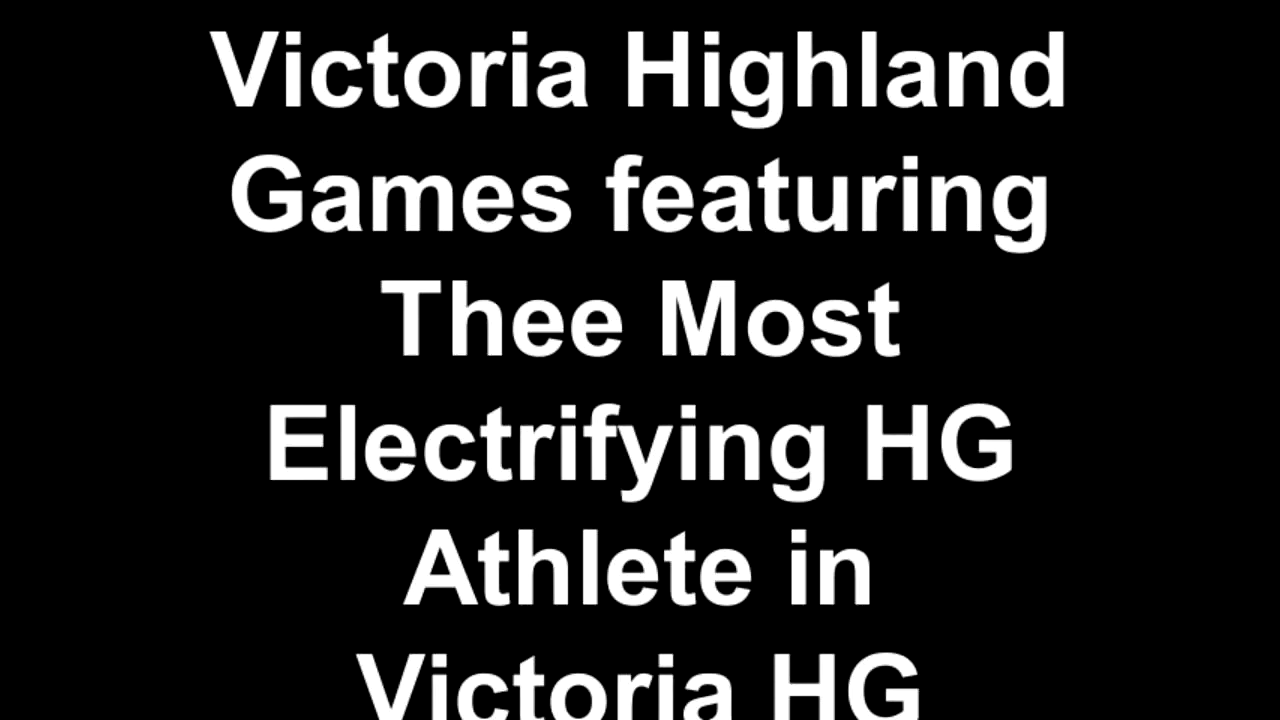 Victoria Highland
Games featuring
Thee Most
Electrifying HG
Athlete in
Victoria HG